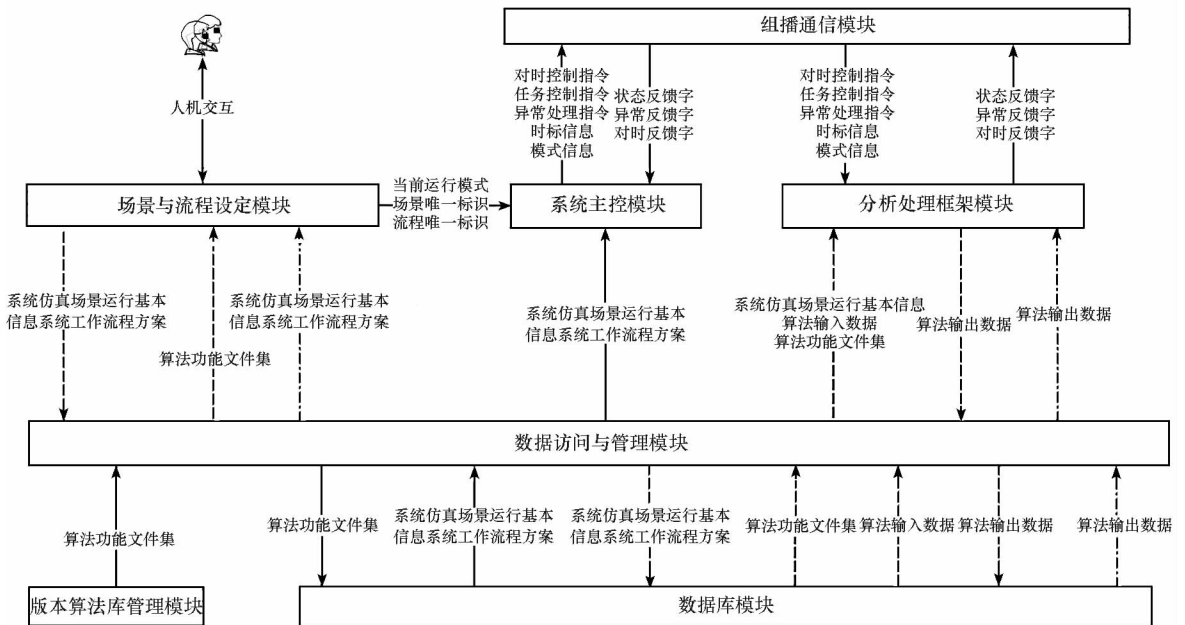 组播通信模块
人机交互
对时控制指令
任务控制指令
异常处理指令
时标信息
模式信息
状态反馈字
异常反馈字
对时反馈字
对时控制指令
任务控制指令
异常处理指令
时标信息
模式信息
状态反馈字
异常反馈字
对时反馈字
场景与流程设定模块
当前运行模式
场景唯一标识
流程唯一标识
系统主控模块
分析处理框架模块
系统仿真场景运行基本
信息系统工作流程方案
算法功能文件集
系统仿真场景运行基本
信息系统工作流程方案
系统仿真场景运行基本
信息系统工作流程方案
系统仿真场景运行基本信息
算法输入数据
算法功能文件集
算法输出数据
算法输出数据
数据访问与管理模块
算法功能文件集
算法功能文件集
系统仿真场景运行基本
信息系统工作流程方案
系统仿真场景运行基本
信息系统工作流程方案
算法功能文件集
算法输入数据
算法输出数据
算法输出数据
版本算法库管理模块
数据库模块